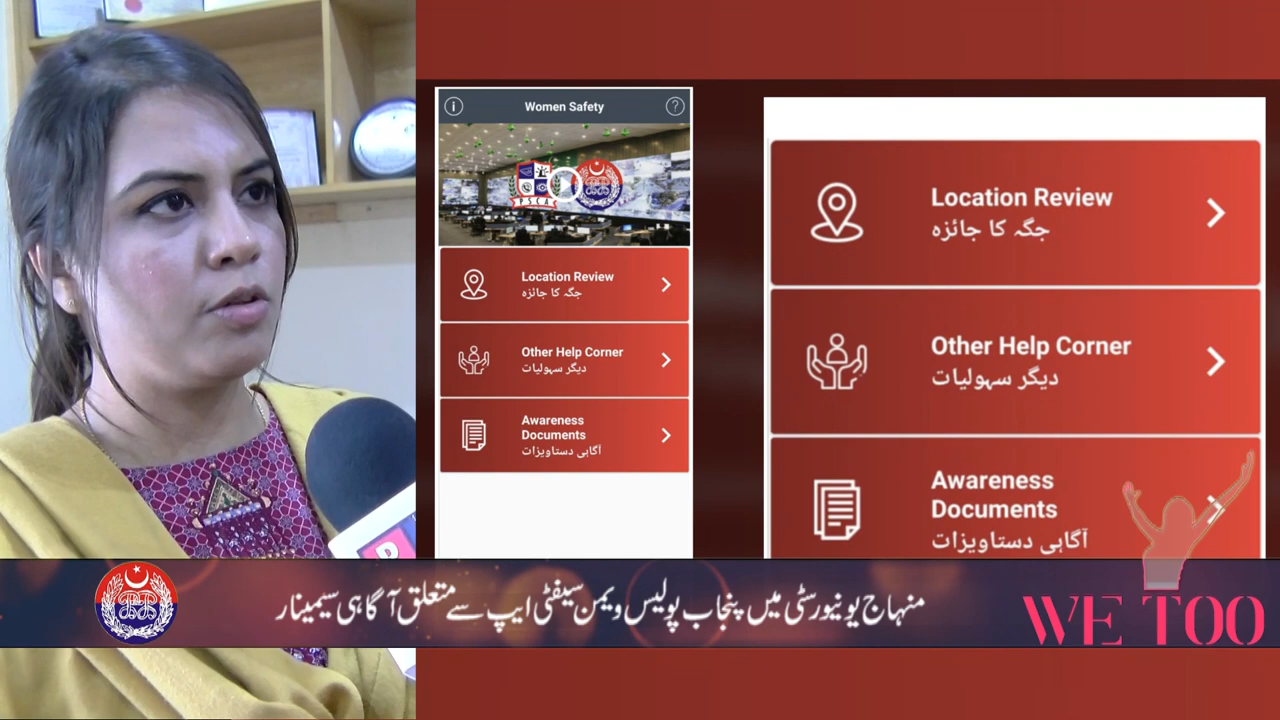 Women Safety
PSCA
Location Review
جگہ کا جائزہ
Other Help Corner
دیگر سہولیات
Awareness
Documents
آگاہی دستاویزات
Location Review
جگہ کا جائزہ
Other Help Corner
دیگر سہولیات
Awareness
Documents
آگاہی دستاویزات
منہاج یونیورسٹی میں پنجاب پولیس ویمن سیفٹی ایپ سے متعلق آگاہی سیمینار
WE TOO